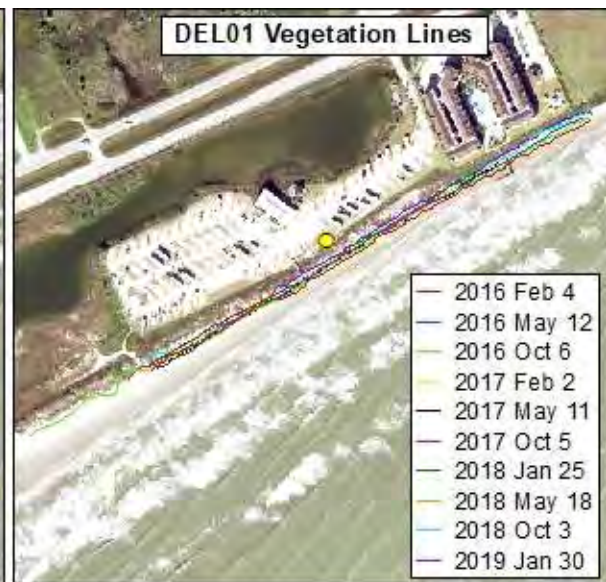 DEL01 Vegetation Lines
2016 Feb 4
2016 May 12
2016 Oct 6
2017 Feb 2
2017 May 11
2017 Oct 5
2018 Jan 25
2018 May 18
2018 Oct 3
2019 Jan 30